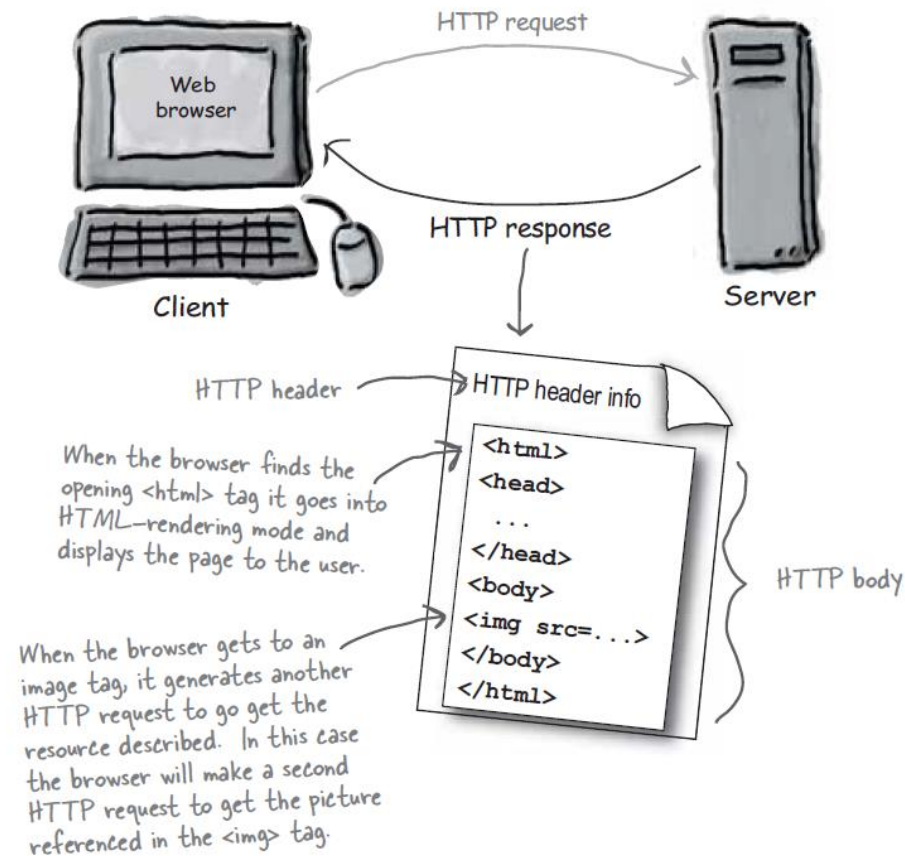 HTTP request
Web
browser
HTTP response
Client
Server
HTTP header
HTTP header info
When the browser finds the
opening <html> tag it goes into
HTML-rendering mode and
displays the page to the user.
<html>
<head>
...
</head>
<body>
<img src=...>
</body>
</html>
HTTP body
When the browser gets to an
image tag, it generates another
HTTP request to go get the
resource described. In this case
the browser will make a second
HTTP request to get the picture
referenced in the <img> tag.